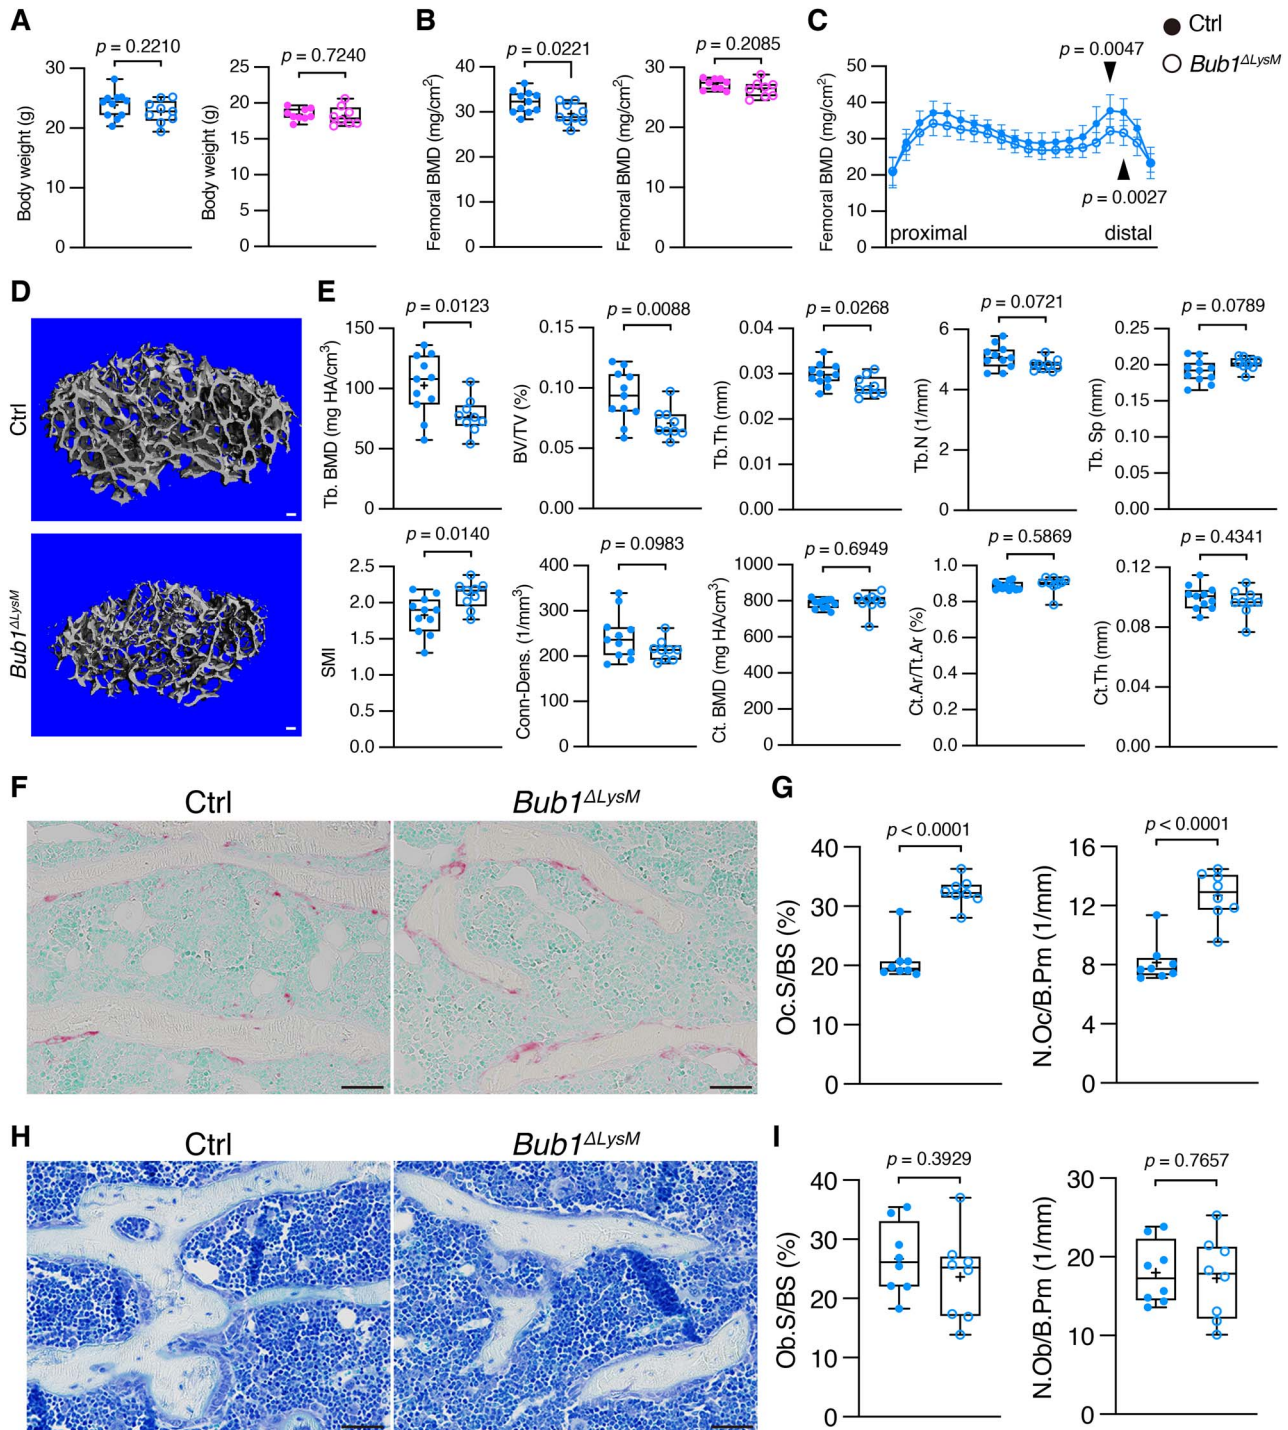 A
p = 0.2210
Body weight (g)
30
20
10
0
p = 0.7240
Body weight (g)
25
20
15
10
5
0
B
p = 0.0221
Femoral BMD (mg/cm²)
40
30
20
10
0
p = 0.2085
Femoral BMD (mg/cm²)
30
20
10
0
C
Ctrl
Bub1ΔLysM
p = 0.0047
Femoral BMD (mg/cm²)
50
40
30
20
10
0
p = 0.0027
proximal
distal
D
Ctrl
Bub1ΔLysM
E
p = 0.0123
Tb. BMD (mg HA/cm³)
150
100
50
0
p = 0.0088
BV/TV (%)
0.15
0.10
0.05
0.00
p = 0.0268
Tb.Th (mm)
0.04
0.03
0.02
0.01
0.00
p = 0.0721
Tb.N (1/mm)
6
4
2
0
p = 0.0789
Tb. Sp (mm)
0.25
0.20
0.15
0.10
0.05
0.00
p = 0.0140
SMI
2.5
2.0
1.5
1.0
0.5
0.0
p = 0.0983
Conn-Dens. (1/mm³)
400
300
200
100
0
p = 0.6949
Ct. BMD (mg HA/cm³)
1000
800
600
400
200
0
p = 0.5869
Ct.Ar/Tt.Ar (%)
1.0
0.8
0.6
0.4
0.2
0.0
p = 0.4341
Ct.Th (mm)
0.12
0.08
0.04
0.00
F
Ctrl
Bub1ΔLysM
G
p < 0.0001
Oc.S/BS (%)
40
30
20
10
0
p < 0.0001
N.Oc/B.Pm (1/mm)
16
12
8
4
0
H
Ctrl
Bub1ΔLysM
I
p = 0.3929
Ob.S/BS (%)
40
30
20
10
0
p = 0.7657
N.Ob/B.Pm (1/mm)
30
20
10
0